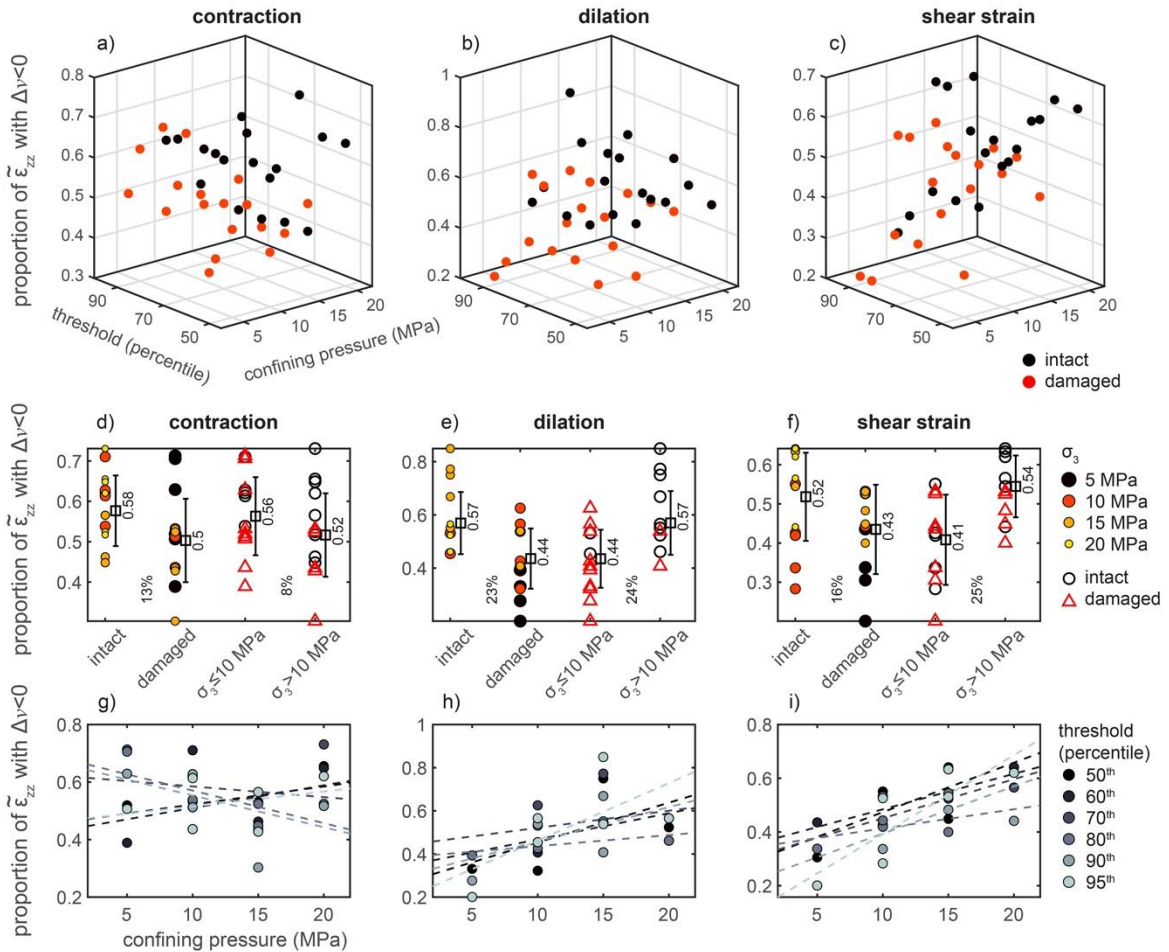 contraction
dilation
shear strain
a)
b)
c)
proportion of ε̃zz with Δν<0
0.8
0.7
0.6
0.5
0.4
0.3
90
70
50
5
10
15
20
threshold (percentile)
confining pressure (MPa)
1
0.8
0.6
0.4
0.2
90
70
50
5
10
15
20
0.7
0.6
0.5
0.4
0.3
0.2
90
70
50
5
10
15
20
intact
damaged
contraction
dilation
shear strain
d)
e)
f)
proportion of ε̃zz with Δν<0
0.7
0.6
0.5
0.4
0.58
0.5
0.56
0.52
13%
8%
intact
damaged
σ3≤10 MPa
σ3>10 MPa
0.8
0.6
0.4
0.57
0.44
0.44
0.57
23%
24%
intact
damaged
σ3≤10 MPa
σ3>10 MPa
0.6
0.5
0.4
0.3
0.52
0.43
0.41
0.54
16%
25%
intact
damaged
σ3≤10 MPa
σ3>10 MPa
σ3
5 MPa
10 MPa
15 MPa
20 MPa
intact
damaged
g)
h)
i)
proportion of ε̃zz with Δν<0
0.8
0.6
0.4
0.2
5
10
15
20
confining pressure (MPa)
1
0.8
0.6
0.4
0.2
5
10
15
20
0.8
0.6
0.4
0.2
5
10
15
20
threshold
(percentile)
50th
60th
70th
80th
90th
95th